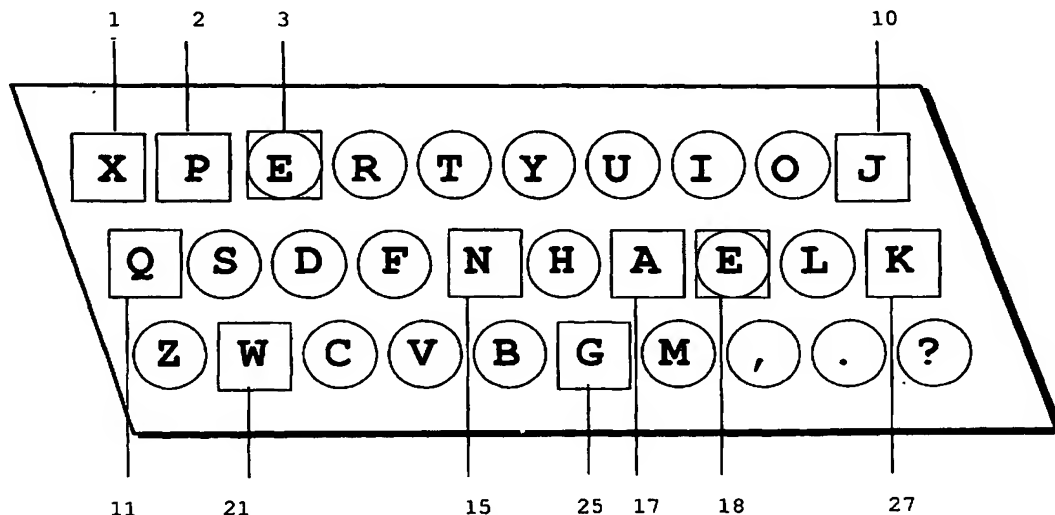 1 2 3 10
X P E R T Y U I O J
Q S D F N H A E L K
Z W C V B G M , . ?
11 21 15 25 17 18 27